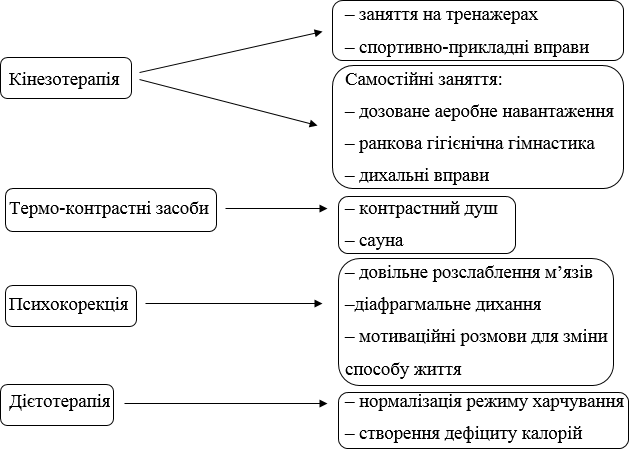 Кінезотерапія
– заняття на тренажерах
– спортивно-прикладні вправи
Самостійні заняття:
– дозоване аеробне навантаження
– ранкова гігієнічна гімнастика
– дихальні вправи
Термо-контрастні засоби
– контрастний душ
– сауна
Психокорекція
– довільне розслаблення м’язів
–діафрагмальне дихання
– мотиваційні розмови для зміни
способу життя
Дієтотерапія
– нормалізація режиму харчування
– створення дефіциту калорій